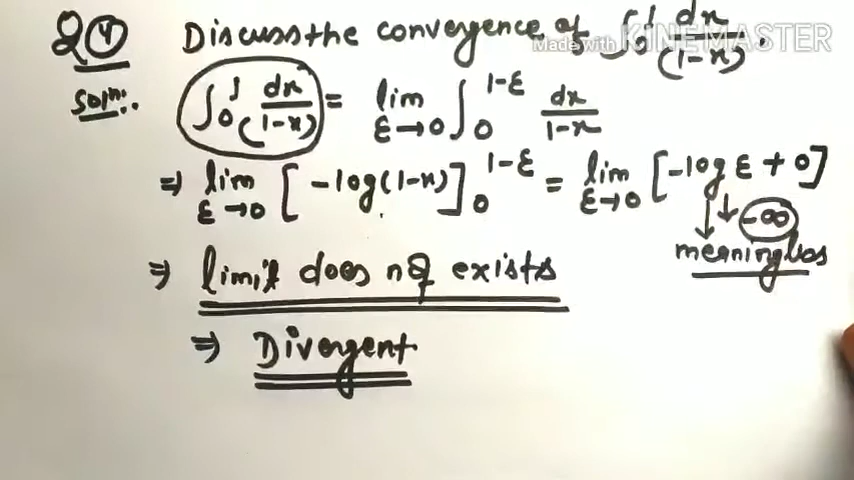 Q④ Discuss the convergence of ∫₀¹ dx/(1-x).
Made with KINEMASTER
Soln:. ∫₀¹ dx/(1-x) = lim ε→0 ∫₀^(1-ε) dx/(1-x)
⇒ lim ε→0 [-log(1-x)]₀^(1-ε) = lim ε→0 [-log ε + 0]
↓ ↓ -∞
meaningless
⇒ limit does not exists
⇒ Divergent